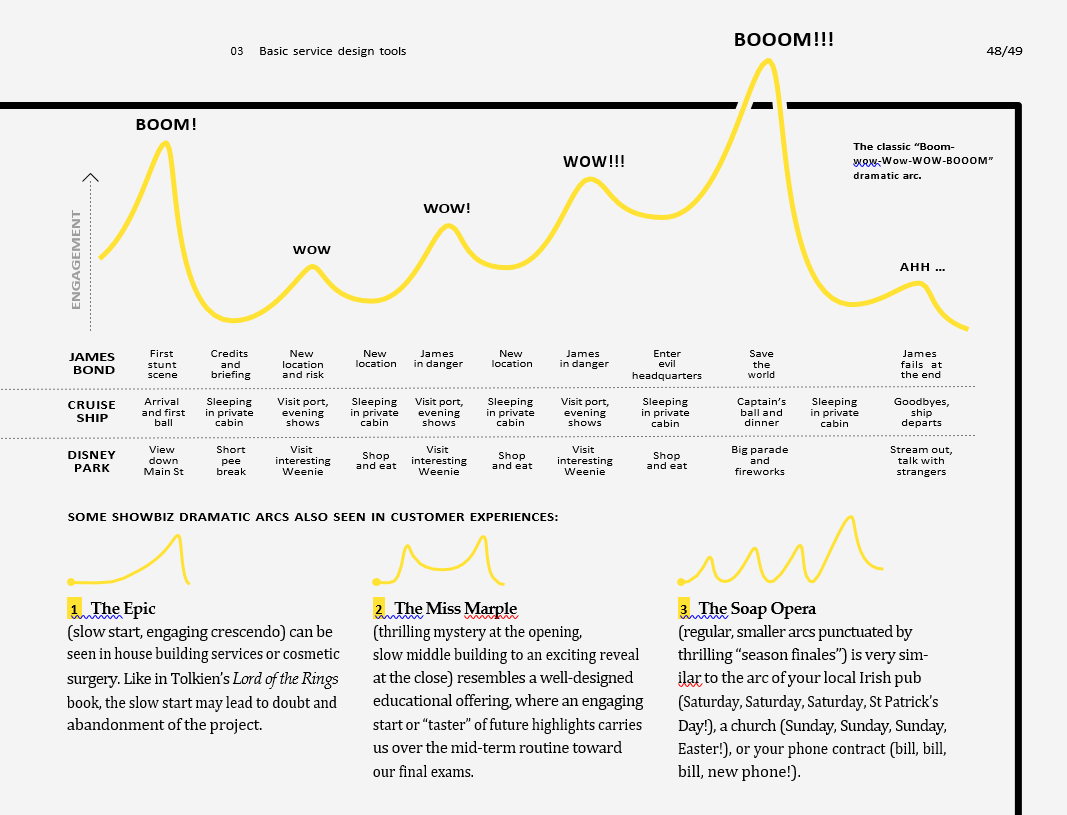 03 Basic service design tools
48/49
BOOOM!!!
BOOM!
WOW
WOW!
WOW!!!
AHH ...
The classic “Boom-
wow-Wow-WOW-BOOOM”
dramatic arc.
ENGAGEMENT
JAMES
BOND
First
stunt
scene
Credits
and
briefing
New
location
and risk
New
location
James
in danger
New
location
James
in danger
Enter
evil
headquarters
Save
the
world
James
fails at
the end
CRUISE
SHIP
Arrival
and first
ball
Sleeping
in private
cabin
Visit port,
evening
shows
Sleeping
in private
cabin
Visit port,
evening
shows
Sleeping
in private
cabin
Visit port,
evening
shows
Sleeping
in private
cabin
Captain’s
ball and
dinner
Sleeping
in private
cabin
Goodbyes,
ship
departs
DISNEY
PARK
View
down
Main St
Short
pee
break
Visit
interesting
Weenie
Shop
and eat
Visit
interesting
Weenie
Shop
and eat
Visit
interesting
Weenie
Shop
and eat
Big parade
and
fireworks
Stream out,
talk with
strangers
SOME SHOWBIZ DRAMATIC ARCS ALSO SEEN IN CUSTOMER EXPERIENCES:
1 The Epic
(slow start, engaging crescendo) can be
seen in house building services or cosmetic
surgery. Like in Tolkien’s Lord of the Rings
book, the slow start may lead to doubt and
abandonment of the project.
2 The Miss Marple
(thrilling mystery at the opening,
slow middle building to an exciting reveal
at the close) resembles a well-designed
educational offering, where an engaging
start or “taster” of future highlights carries
us over the mid-term routine toward
our final exams.
3 The Soap Opera
(regular, smaller arcs punctuated by
thrilling “season finales”) is very sim-
ilar to the arc of your local Irish pub
(Saturday, Saturday, Saturday, St Patrick’s
Day!), a church (Sunday, Sunday, Sunday,
Easter!), or your phone contract (bill, bill,
bill, new phone!).